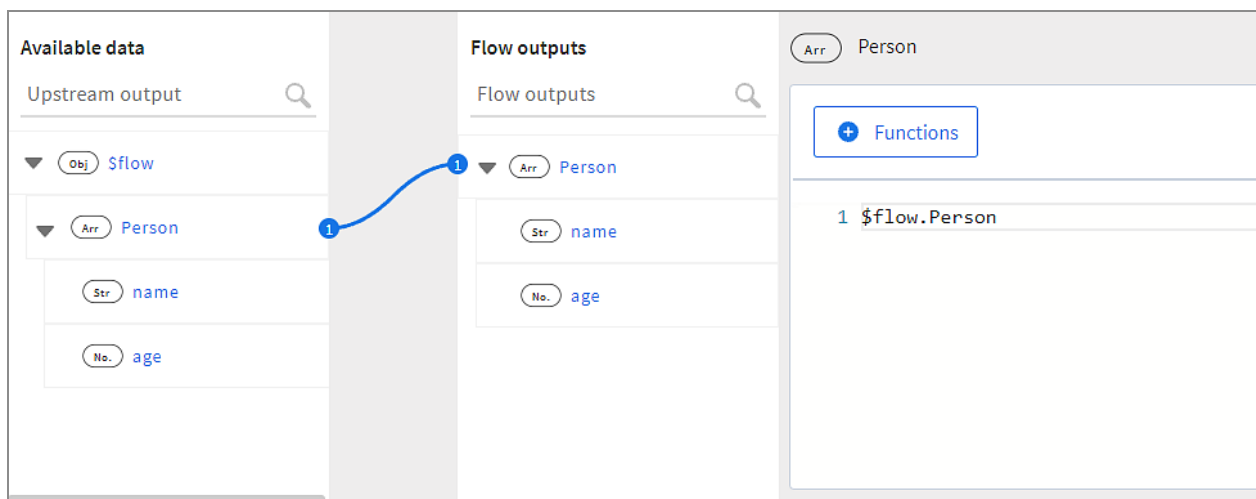 Available data
Upstream output
Obj $flow
Arr Person
Str name
No. age
1
1
Flow outputs
Flow outputs
Arr Person
Str name
No. age
Arr Person
Functions
1 $flow.Person